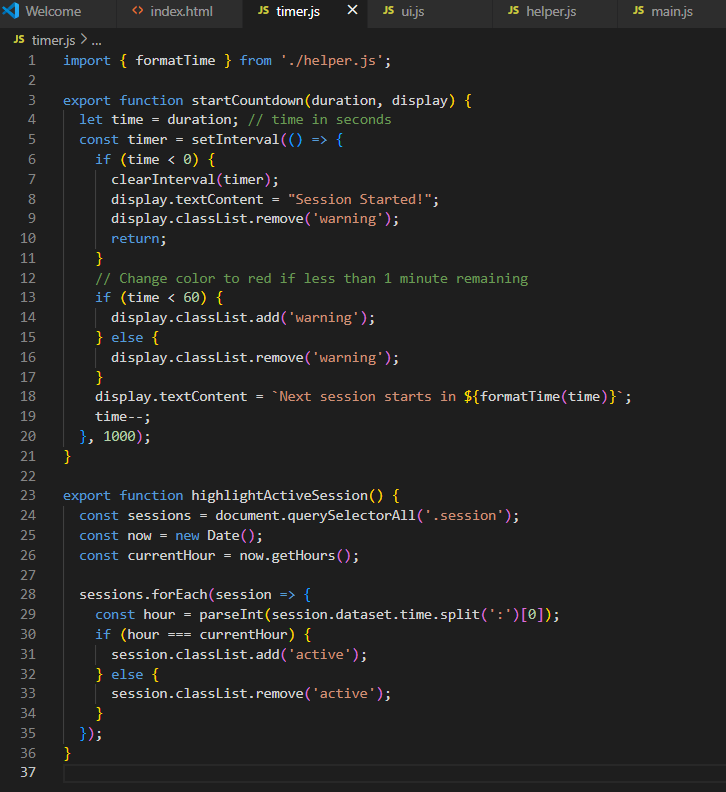 Welcome <> index.html JS timer.js × JS ui.js JS helper.js JS main.js
JS timer.js > ...
1 import { formatTime } from './helper.js';
2
3 export function startCountdown(duration, display) {
4   let time = duration; // time in seconds
5   const timer = setInterval(() => {
6     if (time < 0) {
7       clearInterval(timer);
8       display.textContent = "Session Started!";
9       display.classList.remove('warning');
10       return;
11     }
12     // Change color to red if less than 1 minute remaining
13     if (time < 60) {
14       display.classList.add('warning');
15     } else {
16       display.classList.remove('warning');
17     }
18     display.textContent = `Next session starts in ${formatTime(time)}`;
19     time--;
20   }, 1000);
21 }
22
23 export function highlightActiveSession() {
24   const sessions = document.querySelectorAll('.session');
25   const now = new Date();
26   const currentHour = now.getHours();
27
28   sessions.forEach(session => {
29     const hour = parseInt(session.dataset.time.split(':')[0]);
30     if (hour === currentHour) {
31       session.classList.add('active');
32     } else {
33       session.classList.remove('active');
34     }
35   });
36 }
37